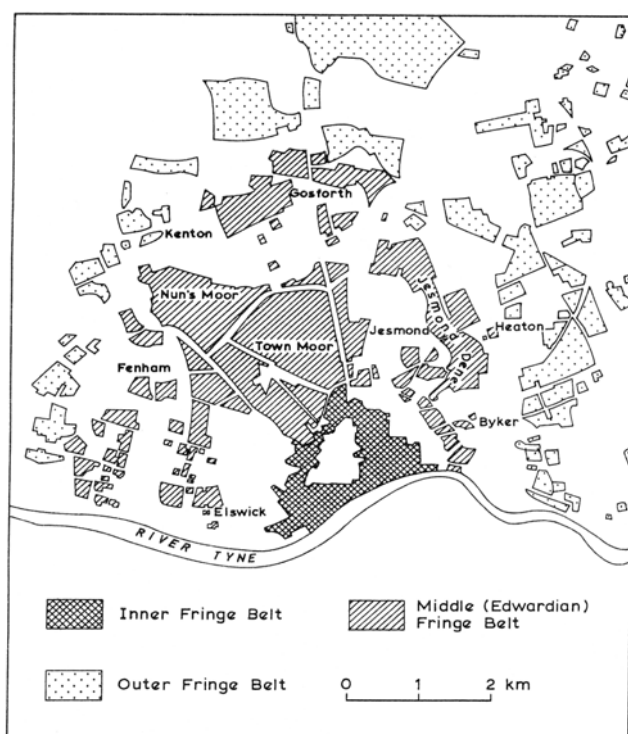 Gosforth
Kenton
Nun's Moor
Jesmond
Dene
Town Moor
Jesmond
Heaton
Fenham
Byker
Elswick
RIVER TYNE
Inner Fringe Belt
Middle (Edwardian)
Fringe Belt
Outer Fringe Belt
0 1 2 km